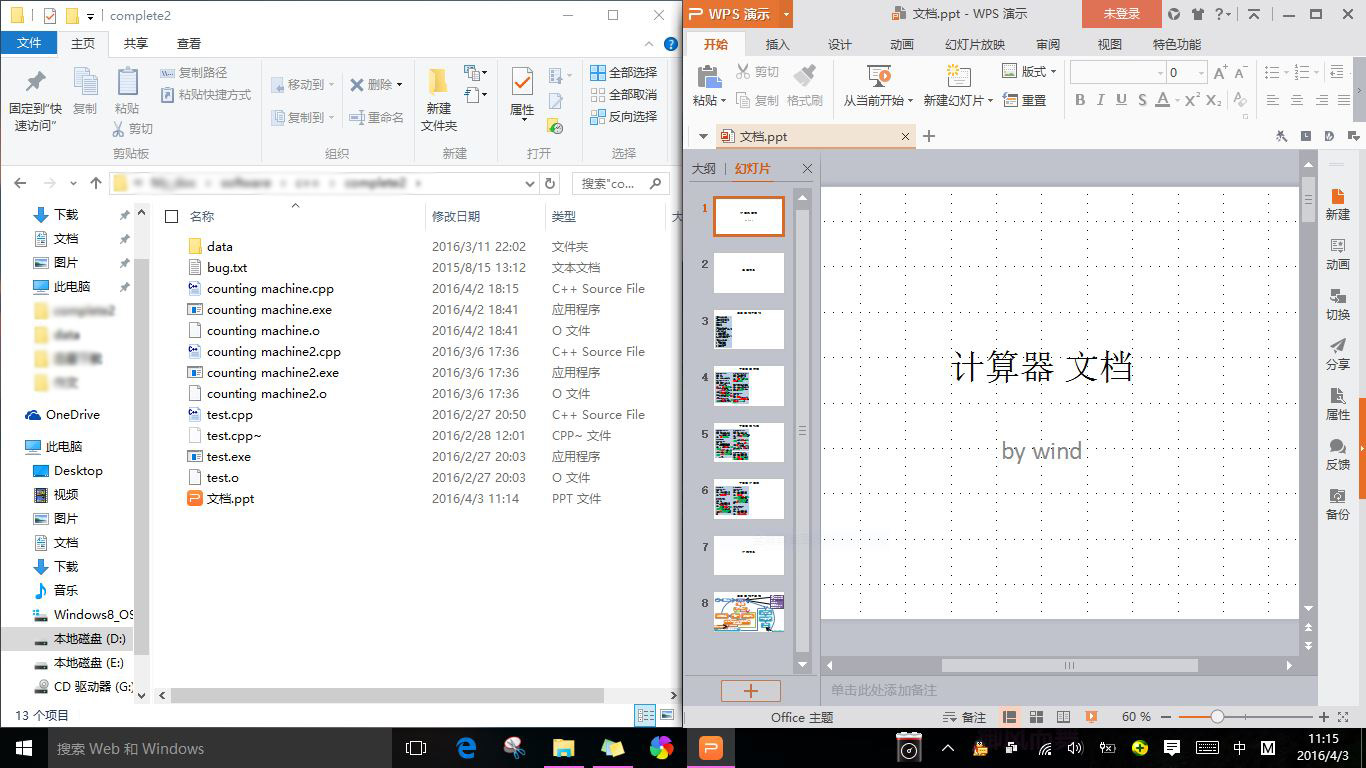 complete2
文件 主页 共享 查看
固定到“快速访问” 复制 粘贴 复制路径 粘贴快捷方式 剪切
移动到 复制到 删除 重命名
新建文件夹 属性
全部选择
全部取消
反向选择
剪贴板 组织 新建 打开 选择
software complete2 搜索"co...
下载
文档
图片
此电脑
complete2
data
OneDrive
此电脑
Desktop
视频
图片
文档
下载
音乐
Windows8_OS
本地磁盘 (D:)
本地磁盘 (E:)
CD 驱动器 (G:)
名称 修改日期 类型 大
data 2016/3/11 22:02 文件夹
bug.txt 2015/8/15 13:12 文本文档
counting machine.cpp 2016/4/2 18:15 C++ Source File
counting machine.exe 2016/4/2 18:41 应用程序
counting machine.o 2016/4/2 18:41 O 文件
counting machine2.cpp 2016/3/6 17:36 C++ Source File
counting machine2.exe 2016/3/6 17:36 应用程序
counting machine2.o 2016/3/6 17:36 O 文件
test.cpp 2016/2/27 20:50 C++ Source File
test.cpp~ 2016/2/28 12:01 CPP~ 文件
test.exe 2016/2/27 20:03 应用程序
test.o 2016/2/27 20:03 O 文件
文档.ppt 2016/4/3 11:14 PPT 文件
13 个项目
WPS 演示 文档.ppt - WPS 演示 未登录
开始 插入 设计 动画 幻灯片放映 审阅 视图 特色功能
粘贴 剪切 复制 格式刷 从当前开始 新建幻灯片 版式 重置 0
B I U S A X² X₂
文档.ppt
大纲 幻灯片
1
2
3
4
5
6
7
8
计算器 文档
by wind
新建
动画
切换
分享
属性
反馈
备份
单击此处添加备注
Office 主题 备注 60 %
搜索 Web 和 Windows
中 M
11:15
2016/4/3